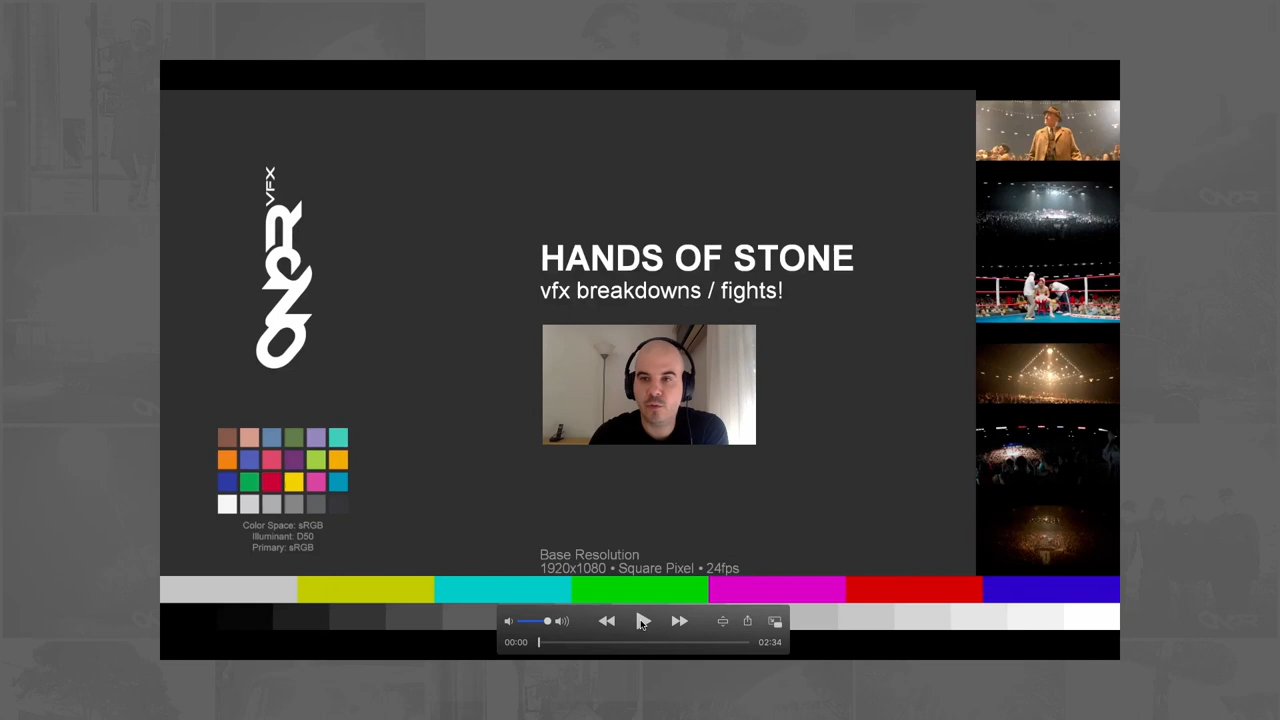 ONOR VFX
HANDS OF STONE
vfx breakdowns / fights!
Color Space: sRGB
Illuminant: D50
Primary: sRGB
Base Resolution
1920x1080 • Square Pixel • 24fps
00:00
02:34